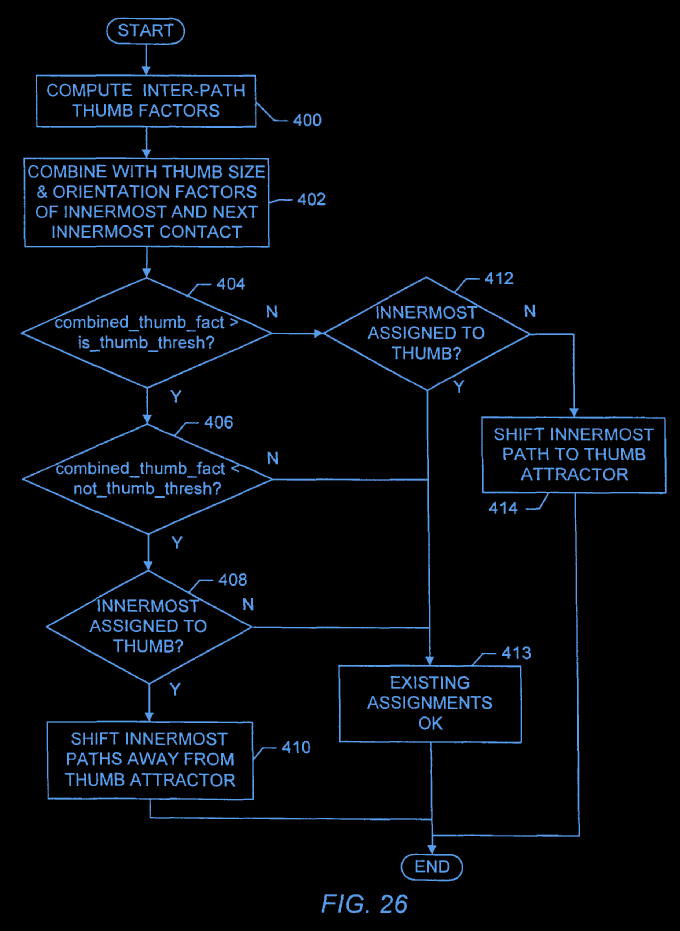 START
COMPUTE INTER-PATH
THUMB FACTORS
400
COMBINE WITH THUMB SIZE
& ORIENTATION FACTORS
OF INNERMOST AND NEXT
INNERMOST CONTACT
402
404
combined_thumb_fact >
is_thumb_thresh?
N
Y
412
INNERMOST
ASSIGNED TO
THUMB?
N
Y
SHIFT INNERMOST
PATH TO THUMB
ATTRACTOR
414
406
combined_thumb_fact <
not_thumb_thresh?
N
Y
408
INNERMOST
ASSIGNED TO
THUMB?
N
Y
413
EXISTING
ASSIGNMENTS
OK
SHIFT INNERMOST
PATHS AWAY FROM
THUMB ATTRACTOR
410
END
FIG. 26